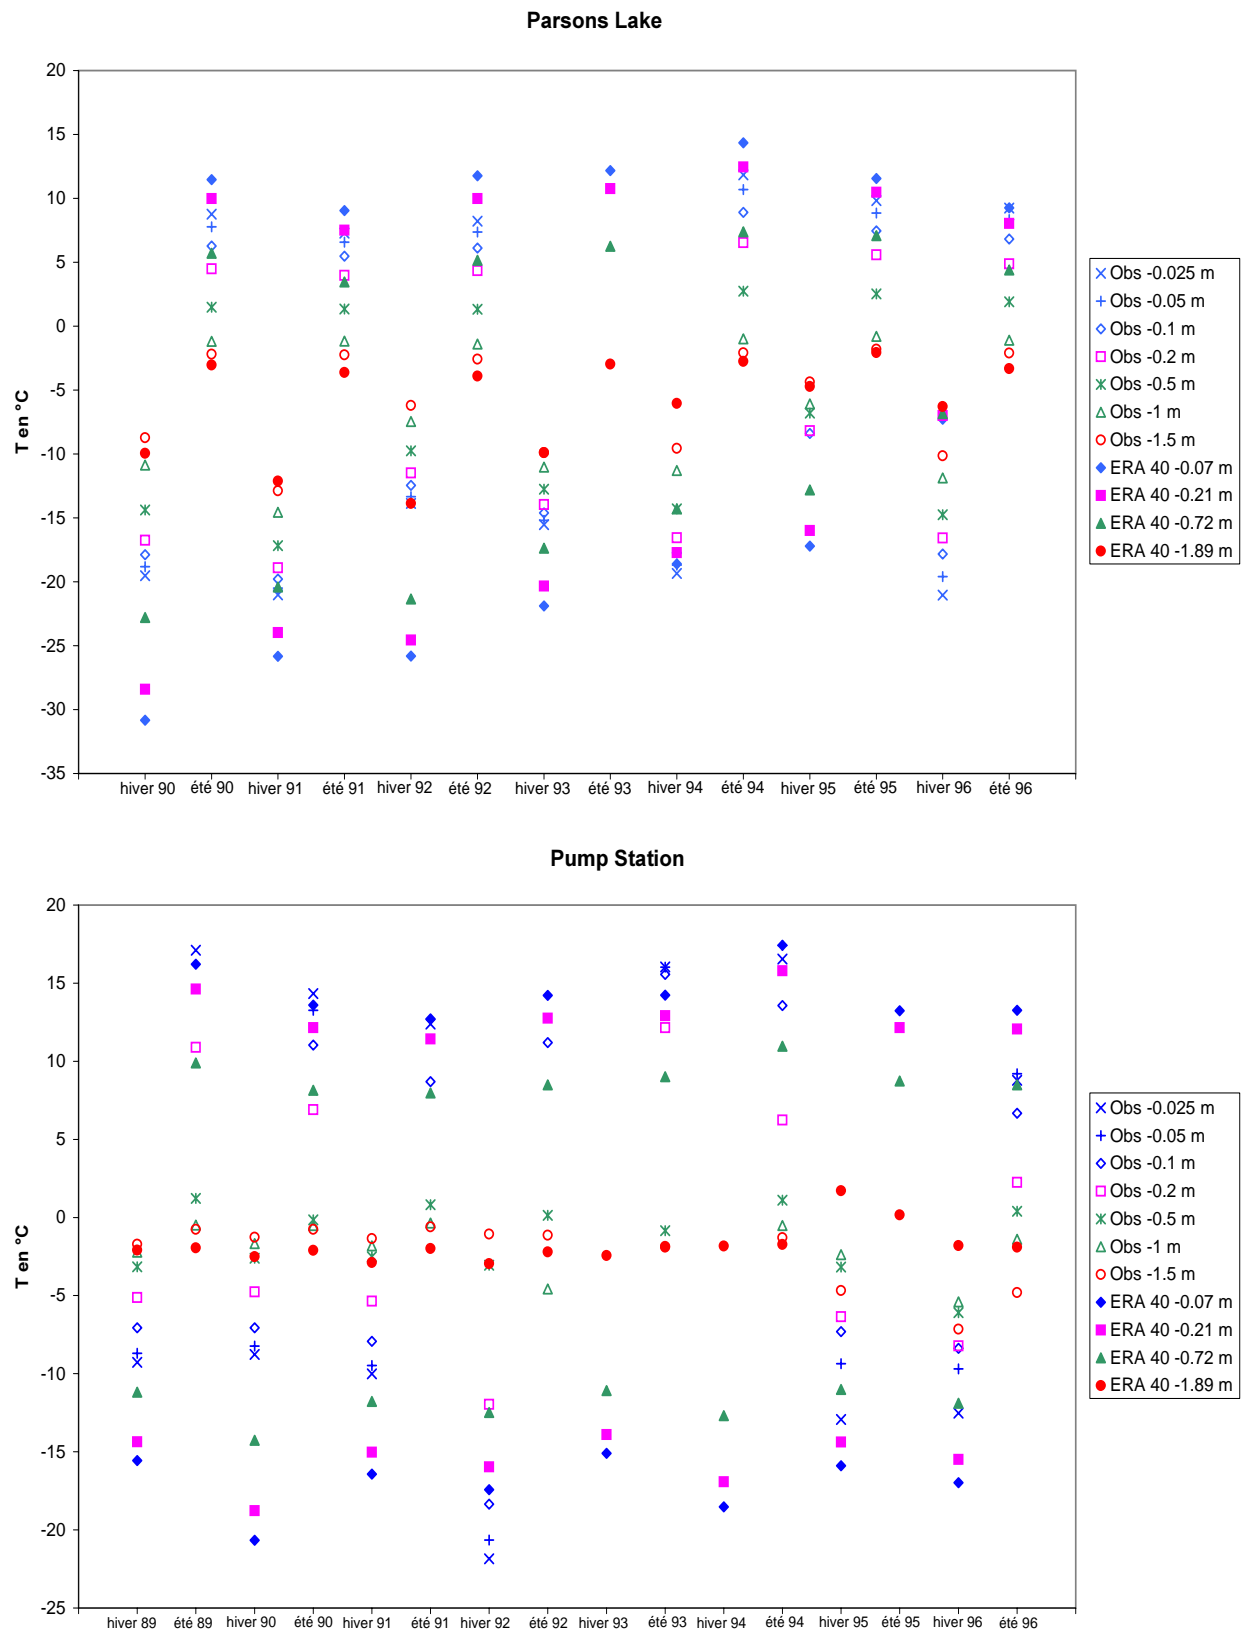 Parsons Lake
20
15
10
5
0
-5
-10
-15
-20
-25
-30
-35
T en °C
hiver 90 été 90 hiver 91 été 91 hiver 92 été 92 hiver 93 été 93 hiver 94 été 94 hiver 95 été 95 hiver 96 été 96
Obs -0.025 m
Obs -0.05 m
Obs -0.1 m
Obs -0.2 m
Obs -0.5 m
Obs -1 m
Obs -1.5 m
ERA 40 -0.07 m
ERA 40 -0.21 m
ERA 40 -0.72 m
ERA 40 -1.89 m
Pump Station
20
15
10
5
0
-5
-10
-15
-20
-25
T en °C
hiver 89 été 89 hiver 90 été 90 hiver 91 été 91 hiver 92 été 92 hiver 93 été 93 hiver 94 été 94 hiver 95 été 95 hiver 96 été 96
Obs -0.025 m
Obs -0.05 m
Obs -0.1 m
Obs -0.2 m
Obs -0.5 m
Obs -1 m
Obs -1.5 m
ERA 40 -0.07 m
ERA 40 -0.21 m
ERA 40 -0.72 m
ERA 40 -1.89 m